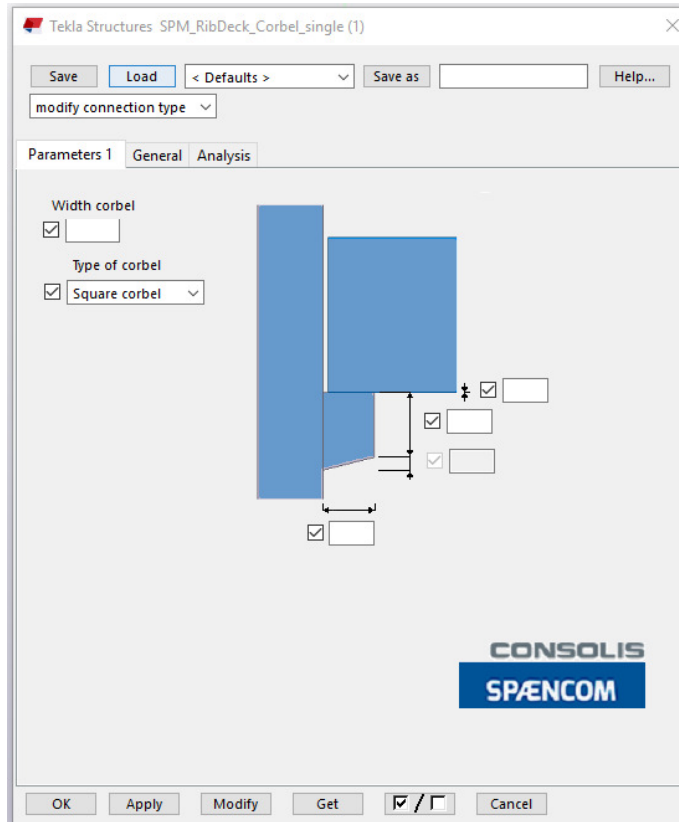 Tekla Structures SPM_RibDeck_Corbel_single (1)
Save Load < Defaults > Save as Help...
modify connection type
Parameters 1 General Analysis
Width corbel
Type of corbel
Square corbel
CONSOLIS
SPÆNCOM
OK Apply Modify Get / Cancel